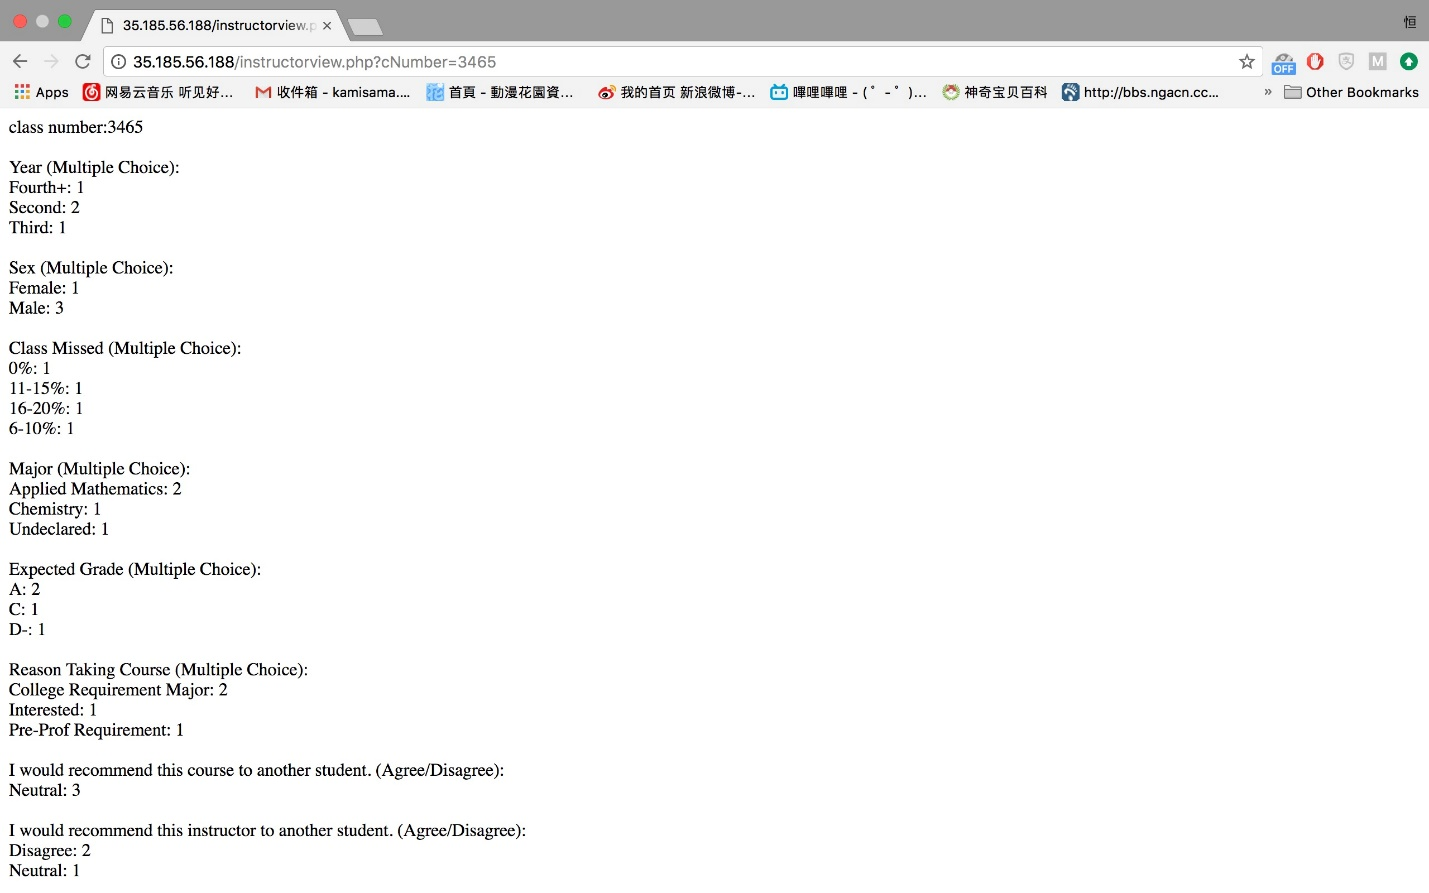 35.185.56.188/instructorview.p
恒
35.185.56.188/instructorview.php?cNumber=3465
OFF
M
Apps
网易云音乐 听见好...
收件箱 - kamisama....
首頁 - 動漫花園資...
我的首页 新浪微博-...
嗶哩嗶哩 - ( ゜- ゜)...
神奇宝贝百科
http://bbs.ngacn.cc...
»
Other Bookmarks
class number:3465
Year (Multiple Choice):
Fourth+: 1
Second: 2
Third: 1
Sex (Multiple Choice):
Female: 1
Male: 3
Class Missed (Multiple Choice):
0%: 1
11-15%: 1
16-20%: 1
6-10%: 1
Major (Multiple Choice):
Applied Mathematics: 2
Chemistry: 1
Undeclared: 1
Expected Grade (Multiple Choice):
A: 2
C: 1
D-: 1
Reason Taking Course (Multiple Choice):
College Requirement Major: 2
Interested: 1
Pre-Prof Requirement: 1
I would recommend this course to another student. (Agree/Disagree):
Neutral: 3
I would recommend this instructor to another student. (Agree/Disagree):
Disagree: 2
Neutral: 1